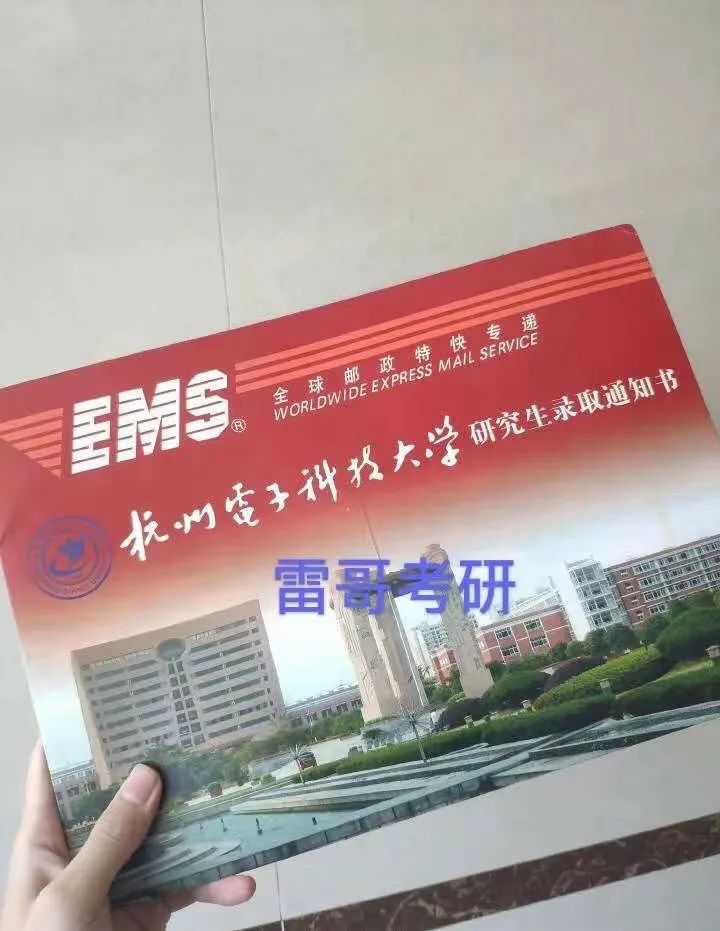 EMS®
全球邮政特快专递
WORLDWIDE EXPRESS MAIL SERVICE
杭州電子科技大学 研究生录取通知书
雷哥考研